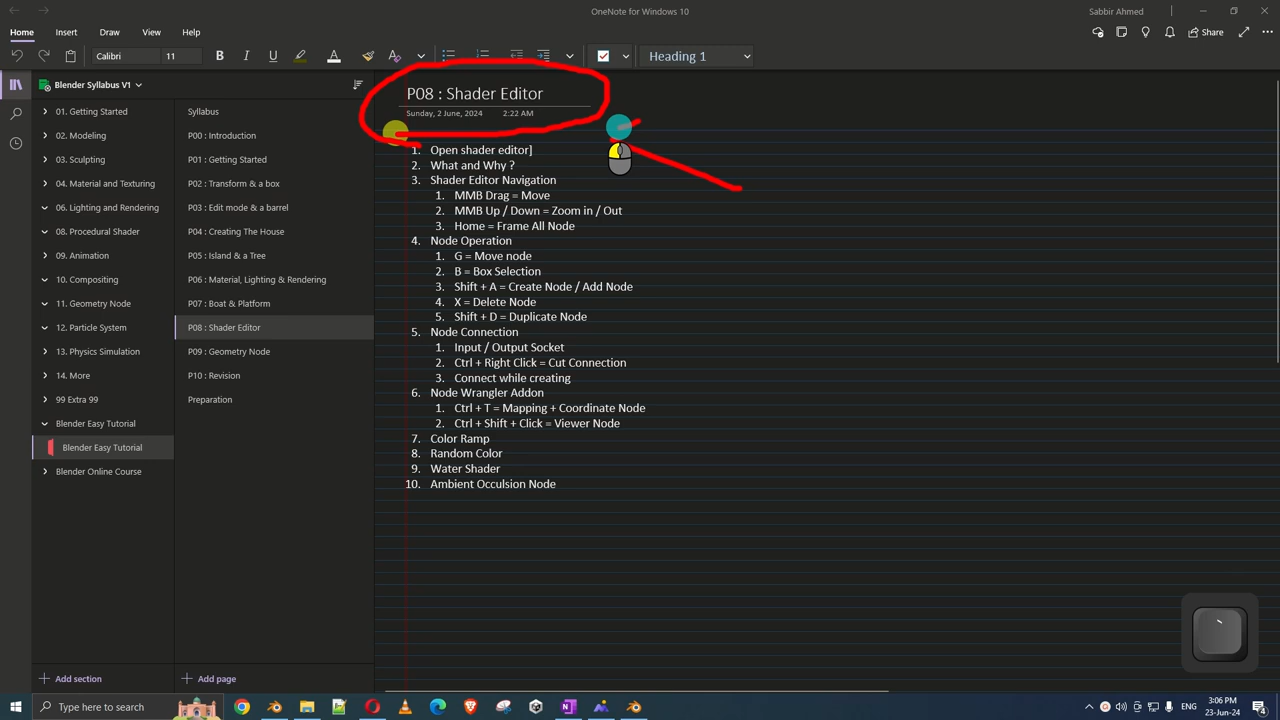 OneNote for Windows 10
Sabbir Ahmed
Home
Insert
Draw
View
Help
Share
Calibri
11
B
I
U
A
Heading 1
Blender Syllabus V1
01. Getting Started
02. Modeling
03. Sculpting
04. Material and Texturing
06. Lighting and Rendering
08. Procedural Shader
09. Animation
10. Compositing
11. Geometry Node
12. Particle System
13. Physics Simulation
14. More
99 Extra 99
Blender Easy Tutorial
Blender Easy Tutorial
Blender Online Course
Add section
Syllabus
P00 : Introduction
P01 : Getting Started
P02 : Transform & a box
P03 : Edit mode & a barrel
P04 : Creating The House
P05 : Island & a Tree
P06 : Material, Lighting & Rendering
P07 : Boat & Platform
P08 : Shader Editor
P09 : Geometry Node
P10 : Revision
Preparation
Add page
P08 : Shader Editor
Sunday, 2 June, 2024 2:22 AM
1. Open shader editor]
2. What and Why ?
3. Shader Editor Navigation
1. MMB Drag = Move
2. MMB Up / Down = Zoom in / Out
3. Home = Frame All Node
4. Node Operation
1. G = Move node
2. B = Box Selection
3. Shift + A = Create Node / Add Node
4. X = Delete Node
5. Shift + D = Duplicate Node
5. Node Connection
1. Input / Output Socket
2. Ctrl + Right Click = Cut Connection
3. Connect while creating
6. Node Wrangler Addon
1. Ctrl + T = Mapping + Coordinate Node
2. Ctrl + Shift + Click = Viewer Node
7. Color Ramp
8. Random Color
9. Water Shader
10. Ambient Occulsion Node
Type here to search
3:06 PM
23-Jun-24